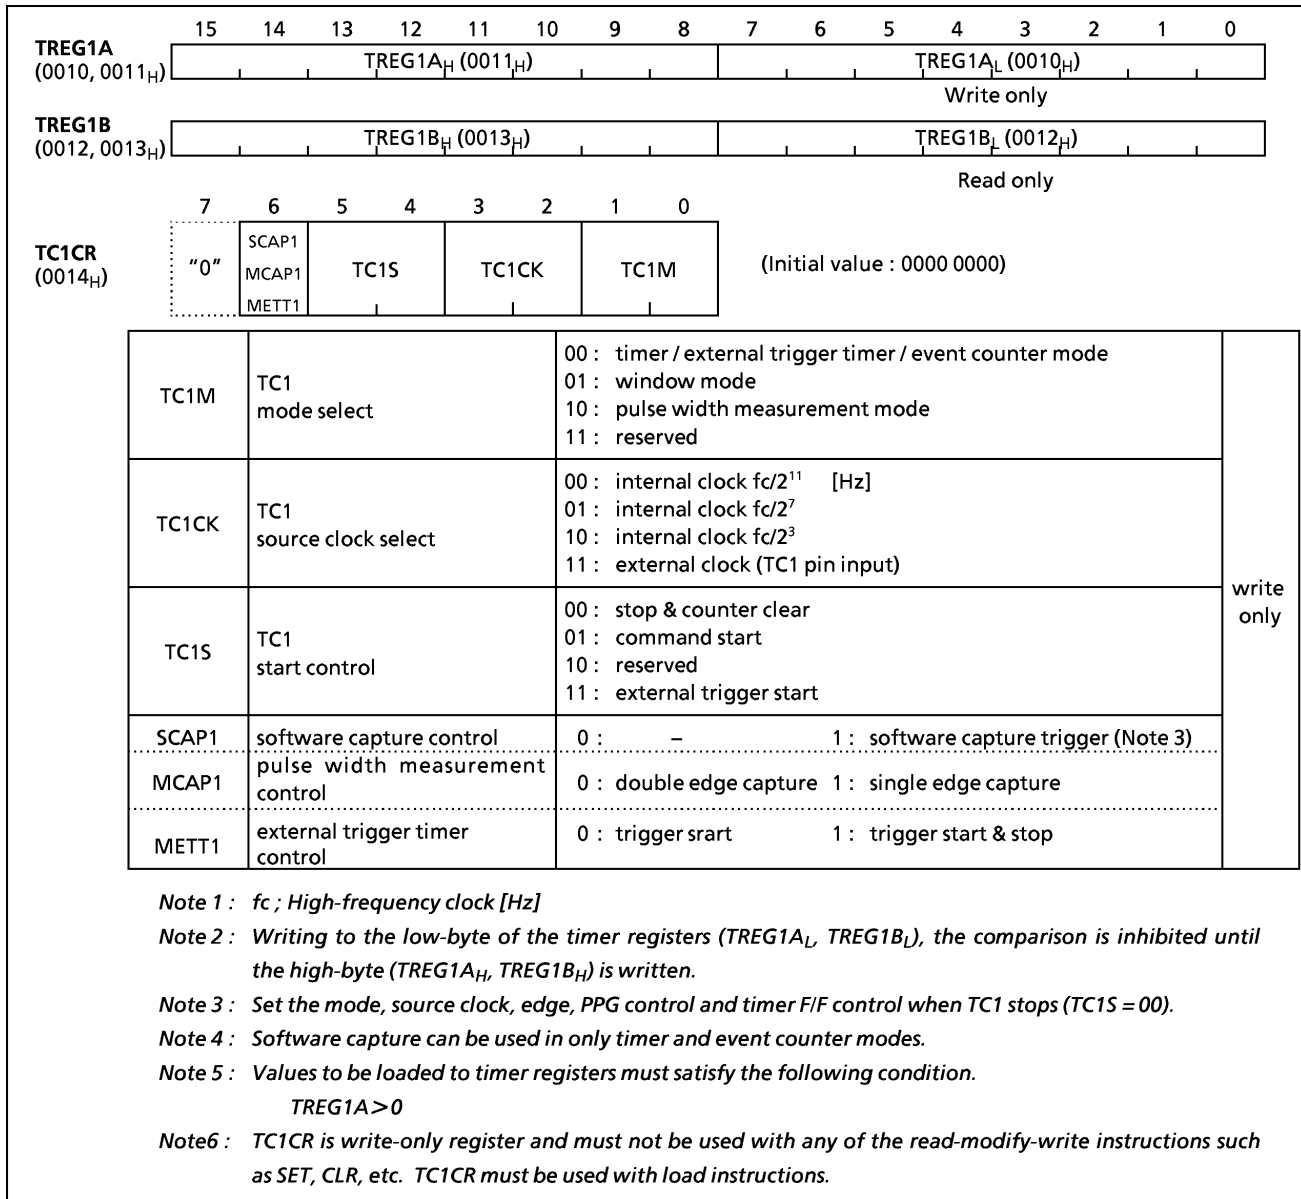 15 14 13 12 11 10 9 8 7 6 5 4 3 2 1 0
TREG1A
(0010, 0011H)
TREG1AH (0011H) TREG1AL (0010H)
Write only
TREG1B
(0012, 0013H)
TREG1BH (0013H) TREG1BL (0012H)
Read only
7 6 5 4 3 2 1 0
TC1CR
(0014H)
"0"
SCAP1
MCAP1
METT1
TC1S TC1CK TC1M
(Initial value : 0000 0000)
TC1M
TC1
mode select
00 : timer / external trigger timer / event counter mode
01 : window mode
10 : pulse width measurement mode
11 : reserved
TC1CK
TC1
source clock select
00 : internal clock fc/2¹¹ [Hz]
01 : internal clock fc/2⁷
10 : internal clock fc/2³
11 : external clock (TC1 pin input)
TC1S
TC1
start control
00 : stop & counter clear
01 : command start
10 : reserved
11 : external trigger start
write
only
SCAP1 software capture control 0 : – 1 : software capture trigger (Note 3)
MCAP1
pulse width measurement
control
0 : double edge capture 1 : single edge capture
METT1
external trigger timer
control
0 : trigger srart 1 : trigger start & stop
Note 1 : fc ; High-frequency clock [Hz]
Note 2 : Writing to the low-byte of the timer registers (TREG1AL, TREG1BL), the comparison is inhibited until
the high-byte (TREG1AH, TREG1BH) is written.
Note 3 : Set the mode, source clock, edge, PPG control and timer F/F control when TC1 stops (TC1S = 00).
Note 4 : Software capture can be used in only timer and event counter modes.
Note 5 : Values to be loaded to timer registers must satisfy the following condition.
TREG1A>0
Note6 : TC1CR is write-only register and must not be used with any of the read-modify-write instructions such
as SET, CLR, etc. TC1CR must be used with load instructions.